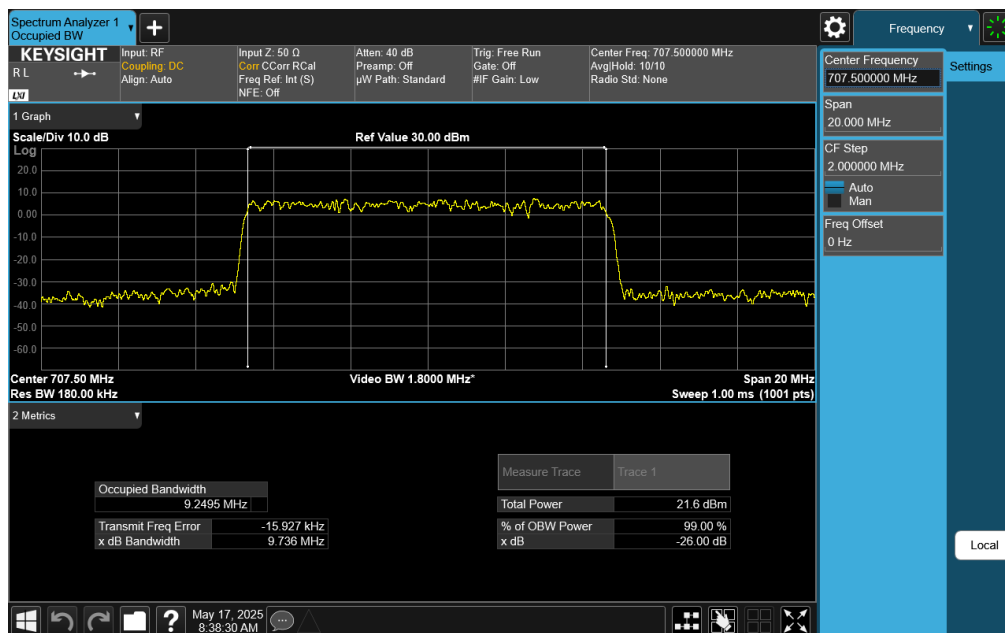 Spectrum Analyzer 1
Occupied BW
Frequency
KEYSIGHT
R L
LXI
Input: RF
Coupling: DC
Align: Auto
Input Z: 50 Ω
Corr CCorr RCal
Freq Ref: Int (S)
NFE: Off
Atten: 40 dB
Preamp: Off
µW Path: Standard
Trig: Free Run
Gate: Off
#IF Gain: Low
Center Freq: 707.500000 MHz
Avg|Hold: 10/10
Radio Std: None
Center Frequency
707.500000 MHz
Settings
Span
20.000 MHz
CF Step
2.000000 MHz
Auto
Man
Freq Offset
0 Hz
Local
1 Graph
Scale/Div 10.0 dB
Ref Value 30.00 dBm
Log
20.0
10.0
0.00
-10.0
-20.0
-30.0
-40.0
-50.0
-60.0
Center 707.50 MHz
Video BW 1.8000 MHz*
Span 20 MHz
Res BW 180.00 kHz
Sweep 1.00 ms (1001 pts)
2 Metrics
Measure Trace
Trace 1
Occupied Bandwidth
9.2495 MHz
Total Power
21.6 dBm
Transmit Freq Error
-15.927 kHz
% of OBW Power
99.00 %
x dB Bandwidth
9.736 MHz
x dB
-26.00 dB
?
May 17, 2025
8:38:30 AM